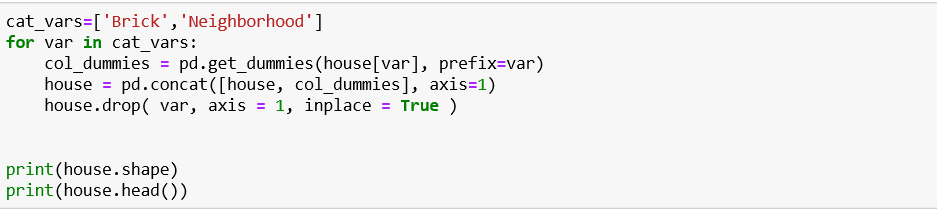 cat_vars=['Brick','Neighborhood']
for var in cat_vars:
    col_dummies = pd.get_dummies(house[var], prefix=var)
    house = pd.concat([house, col_dummies], axis=1)
    house.drop( var, axis = 1, inplace = True )
print(house.shape)
print(house.head())